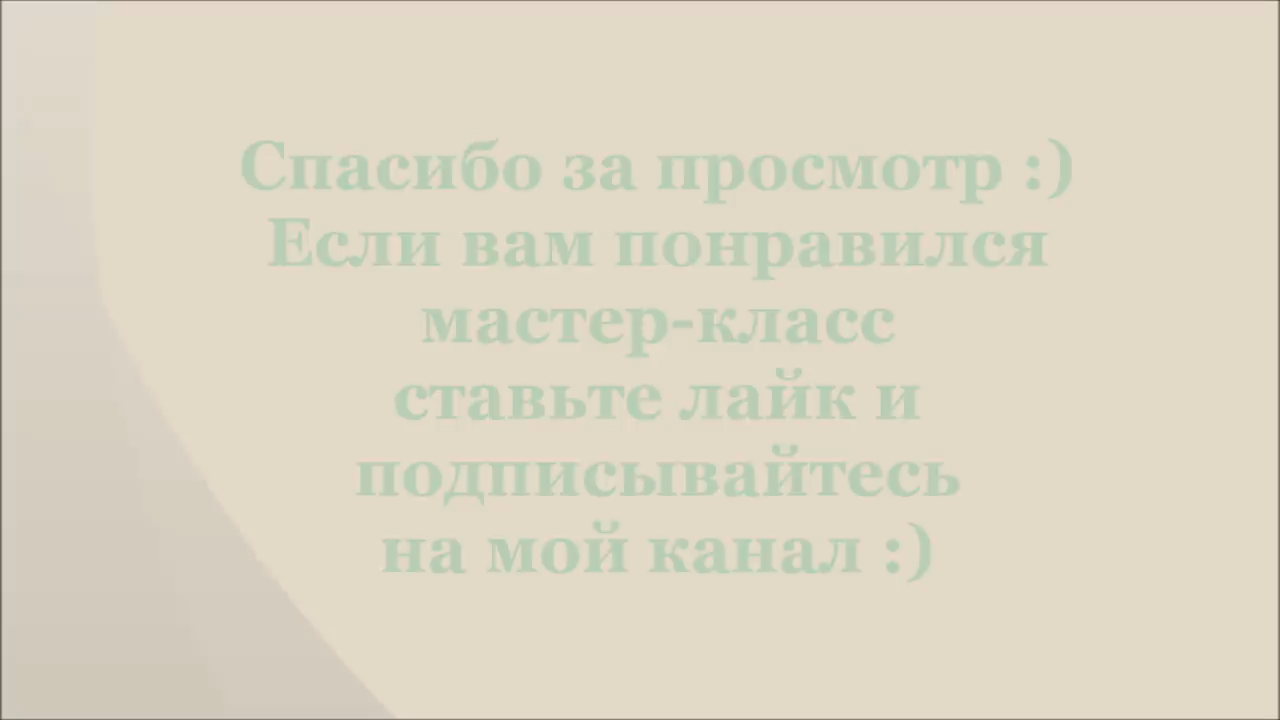 Спасибо за просмотр :)
Если вам понравился
мастер-класс
ставьте лайк и
подписывайтесь
на мой канал :)